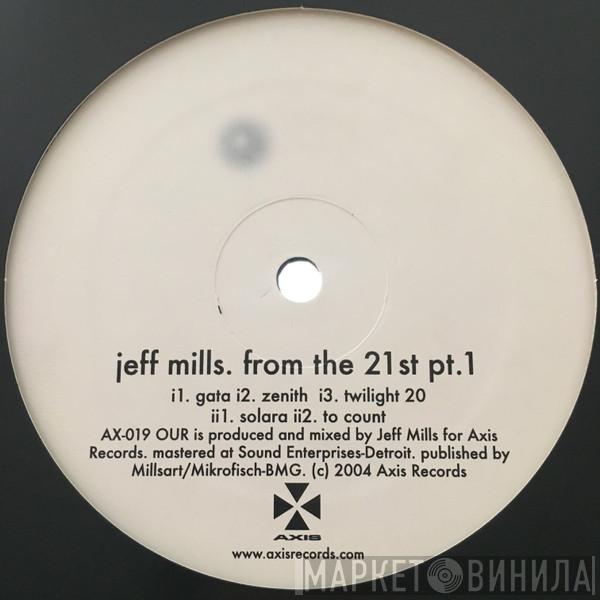 jeff mills. from the 21st pt.1
i1. gata i2. zenith i3. twilight 20
ii1. solara ii2. to count
AX-019 OUR is produced and mixed by Jeff Mills for Axis
Records. mastered at Sound Enterprises-Detroit. published by
Millsart/Mikrofisch-BMG. (c) 2004 Axis Records
AXIS
www.axisrecords.com
МАРКЕТ ВИНИЛА